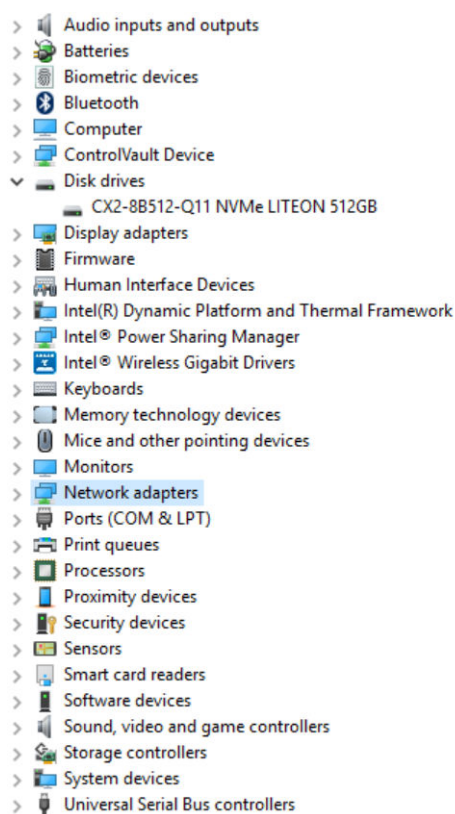 Audio inputs and outputs
Batteries
Biometric devices
Bluetooth
Computer
ControlVault Device
Disk drives
CX2-8B512-Q11 NVMe LITEON 512GB
Display adapters
Firmware
Human Interface Devices
Intel(R) Dynamic Platform and Thermal Framework
Intel® Power Sharing Manager
Intel® Wireless Gigabit Drivers
Keyboards
Memory technology devices
Mice and other pointing devices
Monitors
Network adapters
Ports (COM & LPT)
Print queues
Processors
Proximity devices
Security devices
Sensors
Smart card readers
Software devices
Sound, video and game controllers
Storage controllers
System devices
Universal Serial Bus controllers